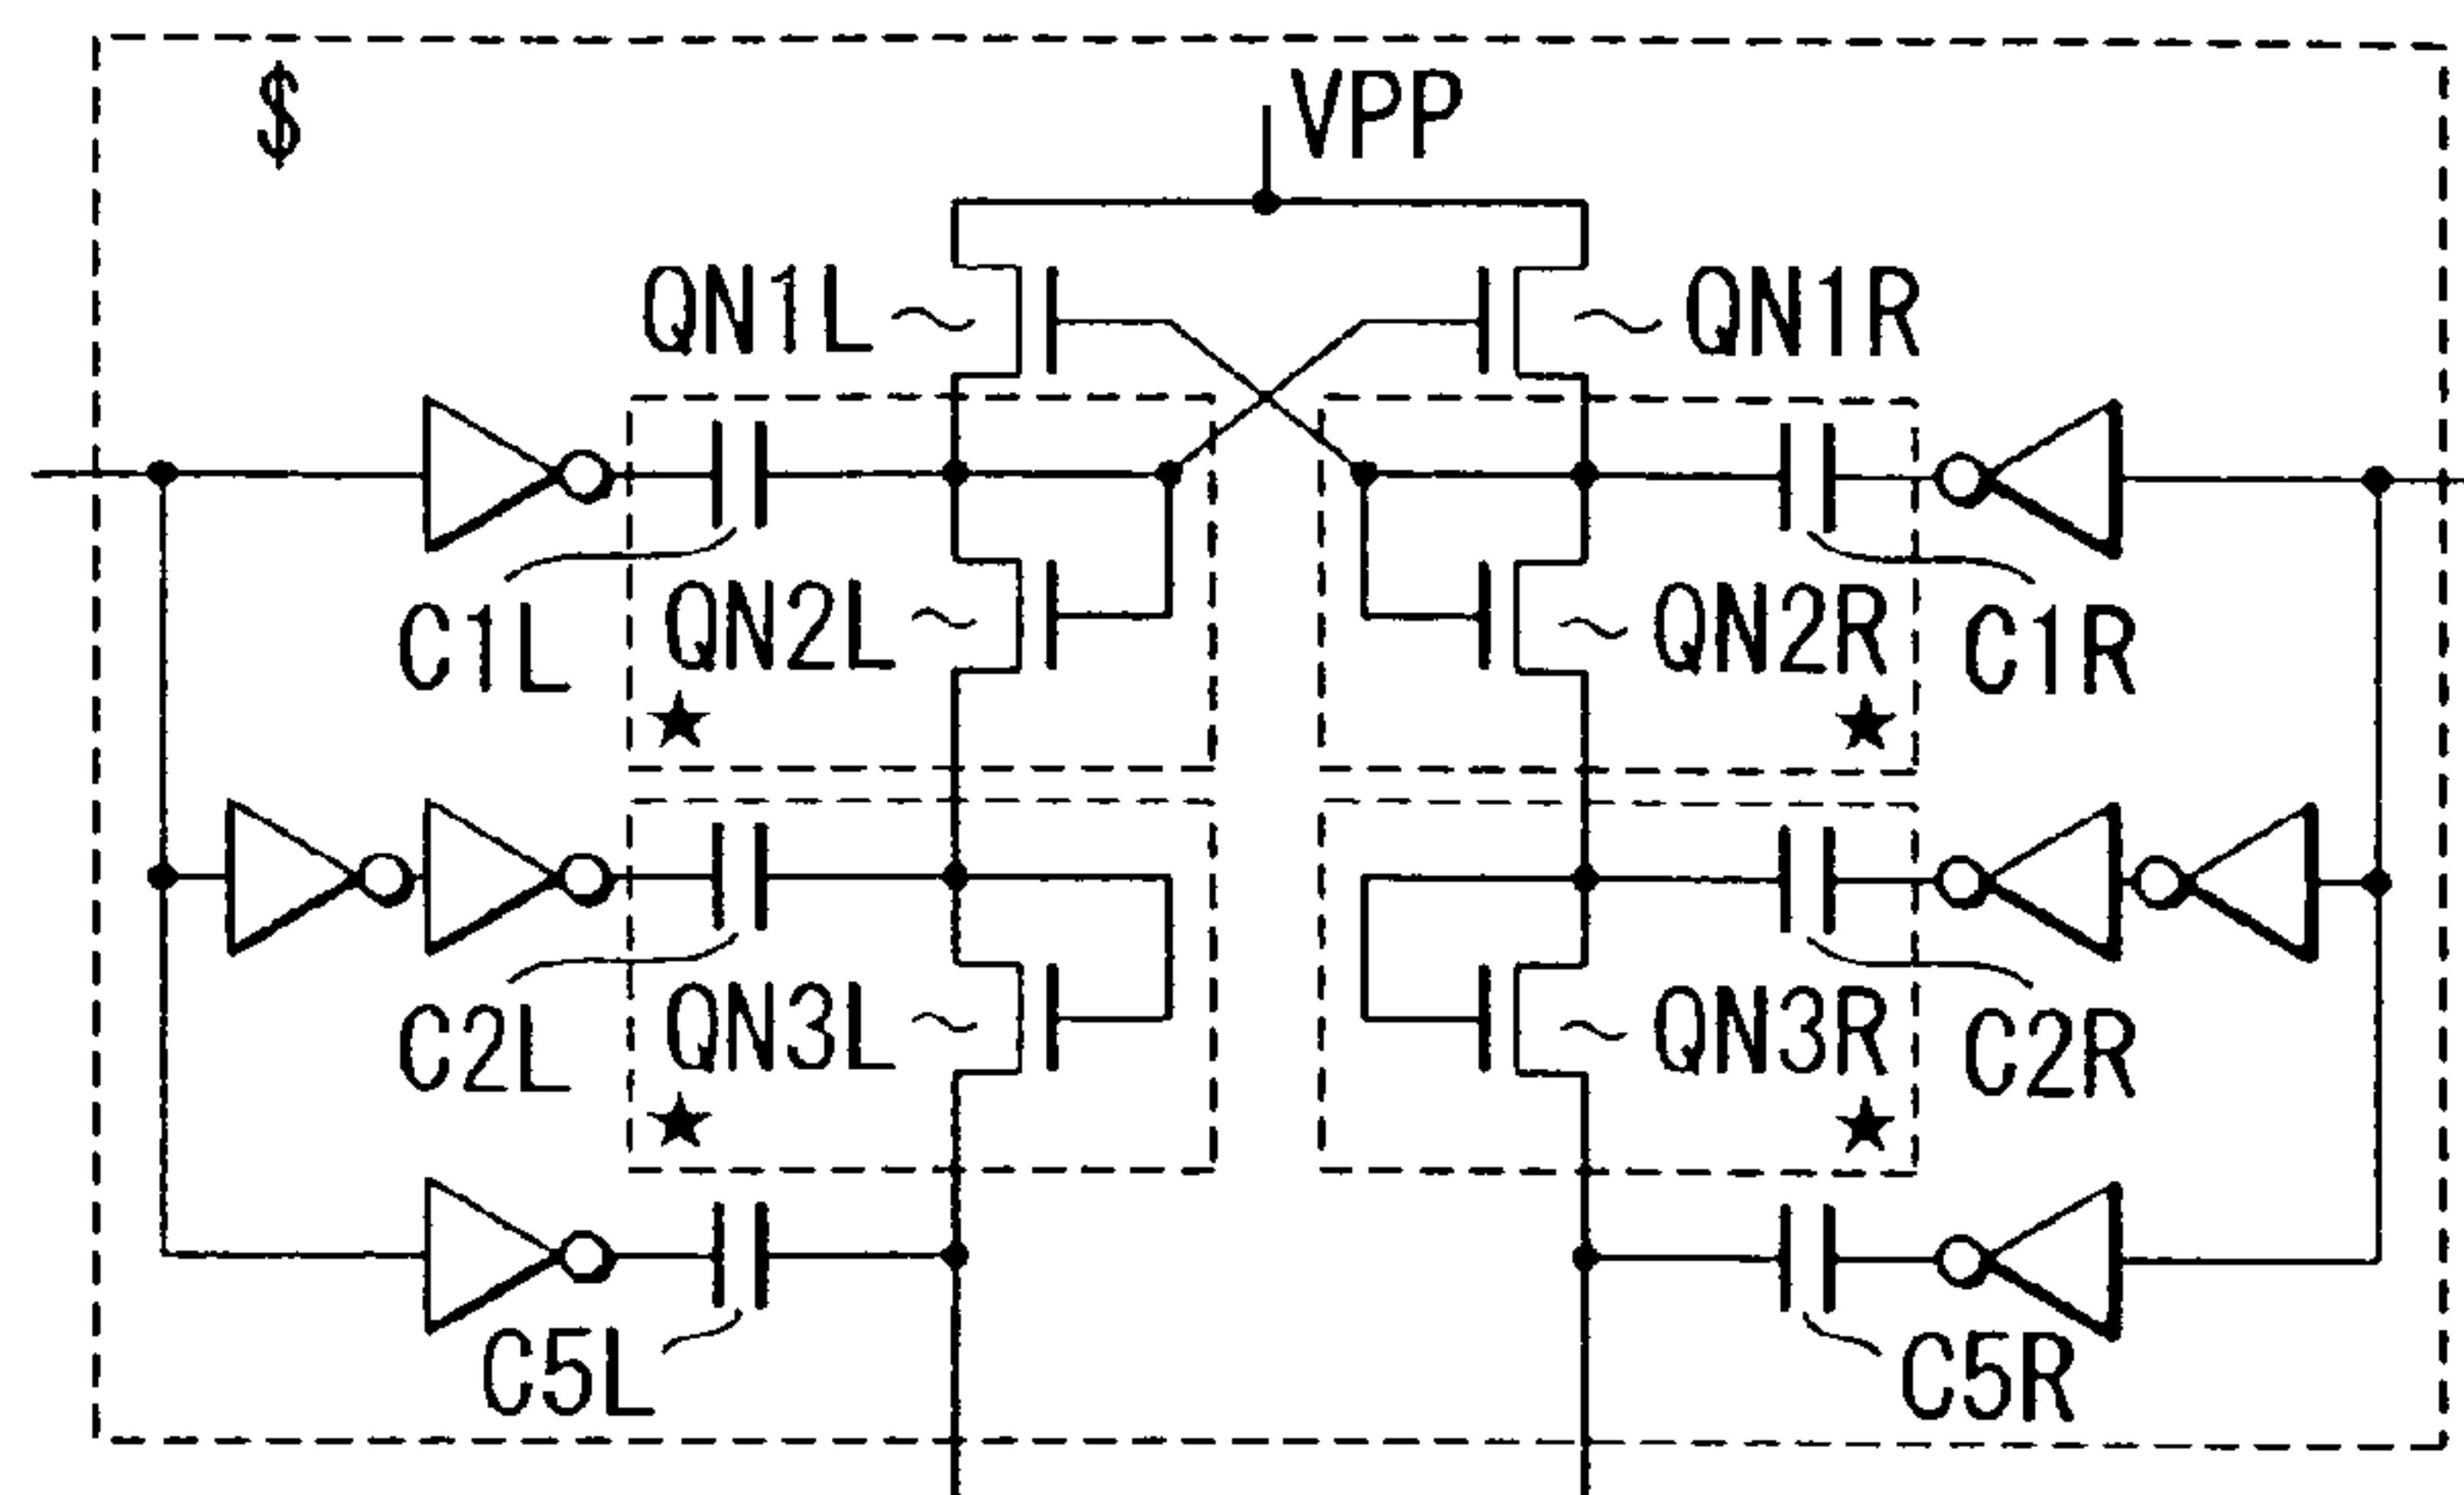 $
VPP
QN1L
QN1R
C1L
QN2L
QN2R
C1R
★
★
C2L
QN3L
QN3R
C2R
★
★
C5L
C5R